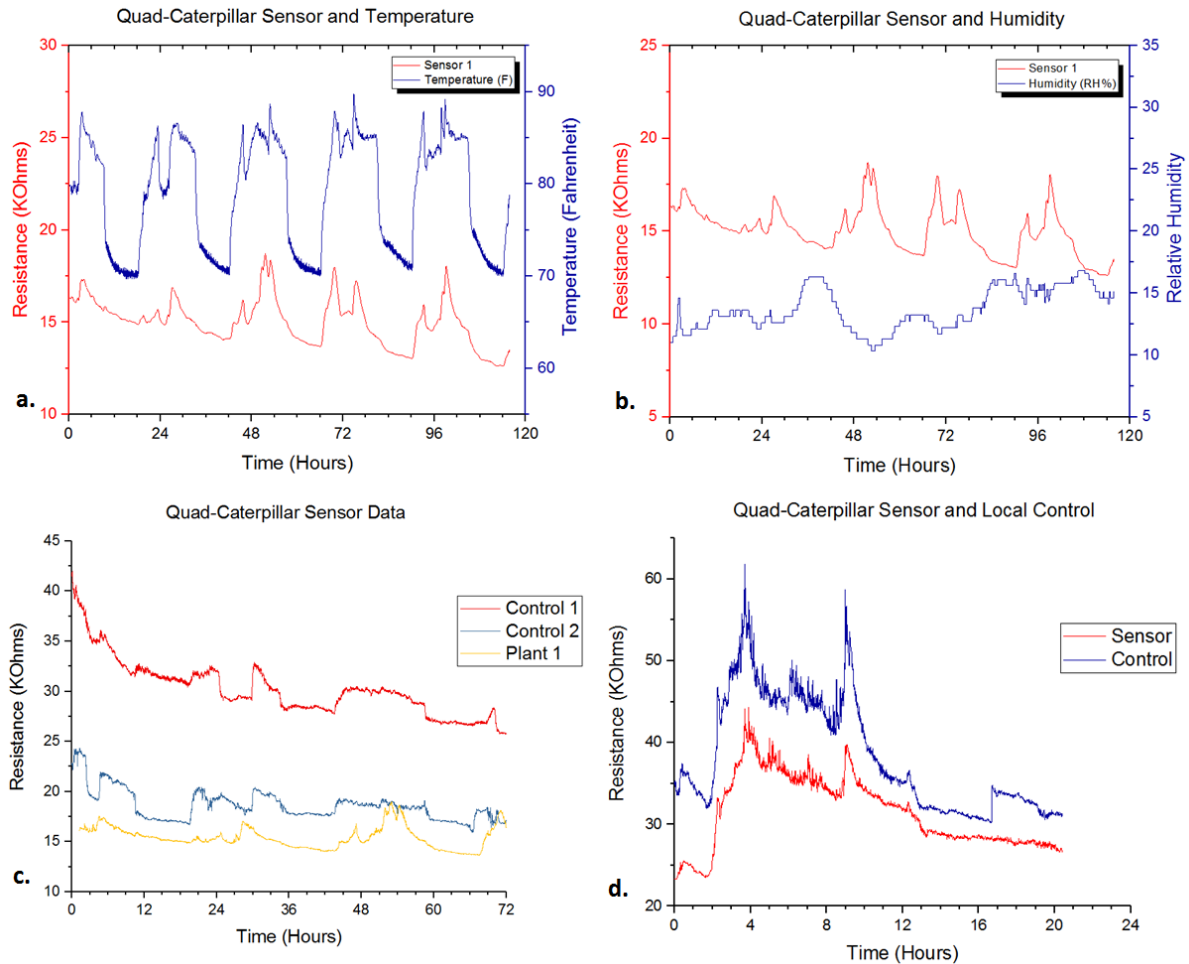 Quad-Caterpillar Sensor and Temperature
30
25
20
15
10
Resistance (KOhms)
Sensor 1
Temperature (F)
90
80
70
60
Temperature (Fahrenheit)
a.
0 24 48 72 96 120
Time (Hours)
Quad-Caterpillar Sensor and Humidity
25
20
15
10
5
Resistance (KOhms)
Sensor 1
Humidity (RH%)
35
30
25
20
15
10
5
Relative Humidity
b.
0 24 48 72 96 120
Time (Hours)
Quad-Caterpillar Sensor Data
45
40
35
30
25
20
15
10
Resistance (KOhms)
Control 1
Control 2
Plant 1
c.
0 12 24 36 48 60 72
Time (Hours)
Quad-Caterpillar Sensor and Local Control
60
50
40
30
20
Resistance (KOhms)
Sensor
Control
d.
0 4 8 12 16 20 24
Time (Hours)